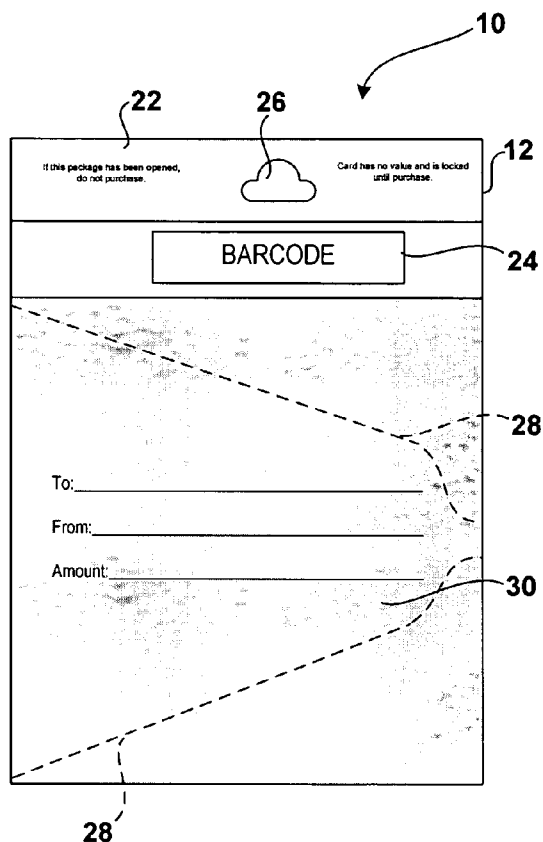 10
22
26
12
If this package has been opened,
do not purchase.
Card has no value and is locked
until purchase.
BARCODE
24
28
To:
From:
Amount:
30
28